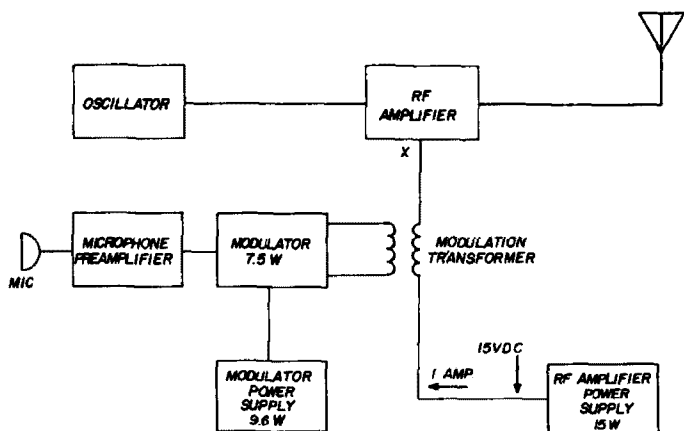 OSCILLATOR
RF
AMPLIFIER
X
MIC
MICROPHONE
PREAMPLIFIER
MODULATOR
7.5 W
MODULATION
TRANSFORMER
MODULATOR
POWER
SUPPLY
9.6 W
1 AMP
15VDC
RF AMPLIFIER
POWER
SUPPLY
15 W